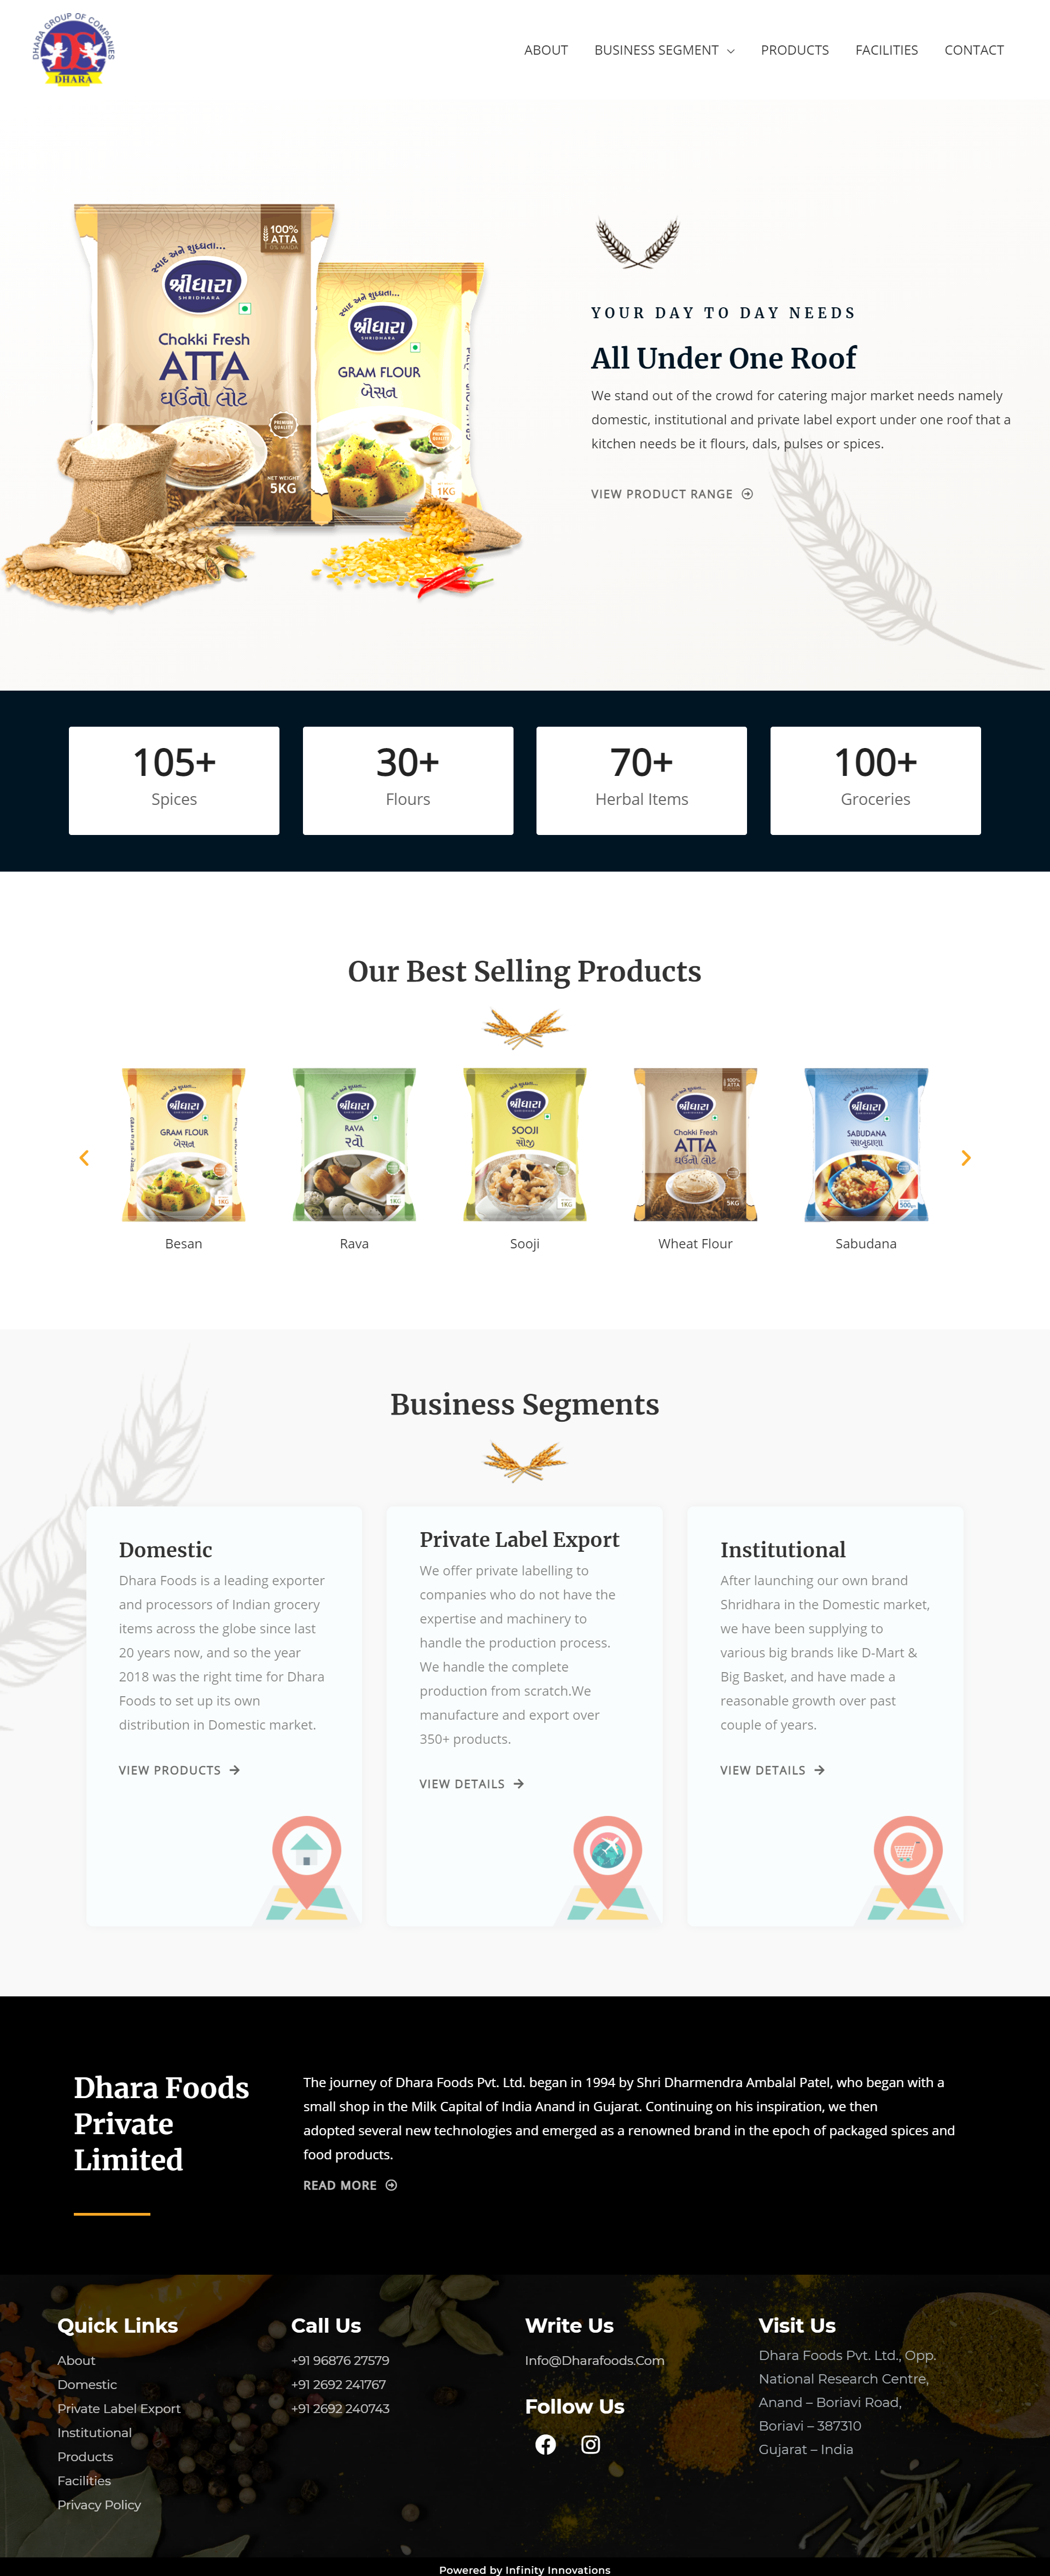 DHARA GROUP OF COMPANIES
DG
DHARA
ABOUT
BUSINESS SEGMENT
PRODUCTS
FACILITIES
CONTACT
100%
ATTA
0% MAIDA
સ્વાદ અને શુધ્ધતા...
શ્રીધારા
SHRIDHARA
Chakki Fresh
ATTA
ઘઉંનો લોટ
PREMIUM
QUALITY
NET WEIGHT
5KG
સ્વાદ અને શુધ્ધતા...
શ્રીધારા
SHRIDHARA
GRAM FLOUR
બેસન
1KG
YOUR DAY TO DAY NEEDS
All Under One Roof
We stand out of the crowd for catering major market needs namely
domestic, institutional and private label export under one roof that a
kitchen needs be it flours, dals, pulses or spices.
VIEW PRODUCT RANGE
105+
Spices
30+
Flours
70+
Herbal Items
100+
Groceries
Our Best Selling Products
શ્રીધારા
GRAM FLOUR
બેસન
1KG
Besan
શ્રીધારા
RAVA
રવો
1KG
Rava
શ્રીધારા
SOOJI
સોજી
1KG
Sooji
100%
ATTA
શ્રીધારા
Chakki Fresh
ATTA
ઘઉંનો લોટ
5KG
Wheat Flour
શ્રીધારા
SABUDANA
સાબુદાણા
500
Sabudana
Business Segments
Domestic
Dhara Foods is a leading exporter
and processors of Indian grocery
items across the globe since last
20 years now, and so the year
2018 was the right time for Dhara
Foods to set up its own
distribution in Domestic market.
VIEW PRODUCTS
Private Label Export
We offer private labelling to
companies who do not have the
expertise and machinery to
handle the production process.
We handle the complete
production from scratch.We
manufacture and export over
350+ products.
VIEW DETAILS
Institutional
After launching our own brand
Shridhara in the Domestic market,
we have been supplying to
various big brands like D-Mart &
Big Basket, and have made a
reasonable growth over past
couple of years.
VIEW DETAILS
Dhara Foods
Private
Limited
The journey of Dhara Foods Pvt. Ltd. began in 1994 by Shri Dharmendra Ambalal Patel, who began with a
small shop in the Milk Capital of India Anand in Gujarat. Continuing on his inspiration, we then
adopted several new technologies and emerged as a renowned brand in the epoch of packaged spices and
food products.
READ MORE
Quick Links
About
Domestic
Private Label Export
Institutional
Products
Facilities
Privacy Policy
Call Us
+91 96876 27579
+91 2692 241767
+91 2692 240743
Write Us
Info@Dharafoods.Com
Follow Us
Visit Us
Dhara Foods Pvt. Ltd., Opp.
National Research Centre,
Anand – Boriavi Road,
Boriavi – 387310
Gujarat – India
Powered by Infinity Innovations